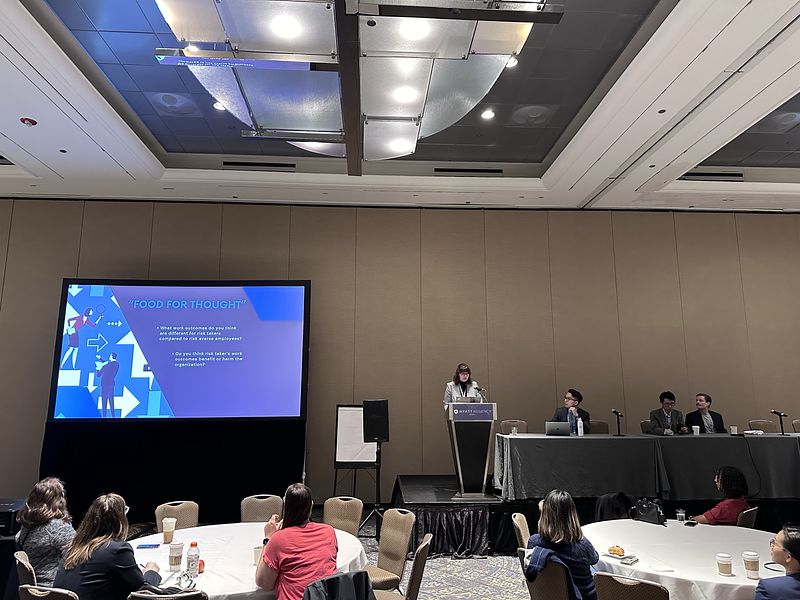 "FOOD FOR THOUGHT"
• What work outcomes do you think
are different for risk takers
compared to risk averse employees?
• Do you think risk taker's work
outcomes benefit or harm the
organization?
HYATT REGENCY